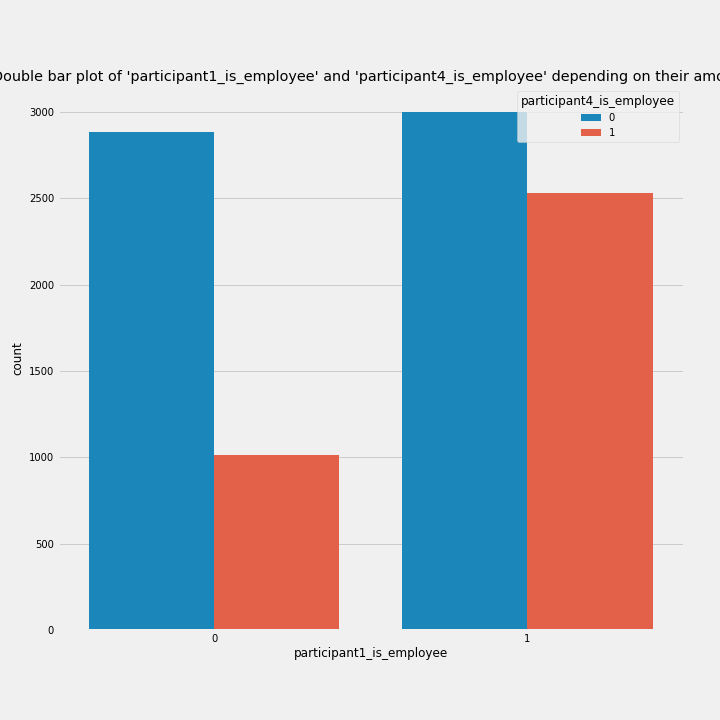 Double bar plot of 'participant1_is_employee' and 'participant4_is_employee' depending on their amo
participant4_is_employee
0
1
3000
2500
2000
1500
1000
500
0
count
0 1
participant1_is_employee